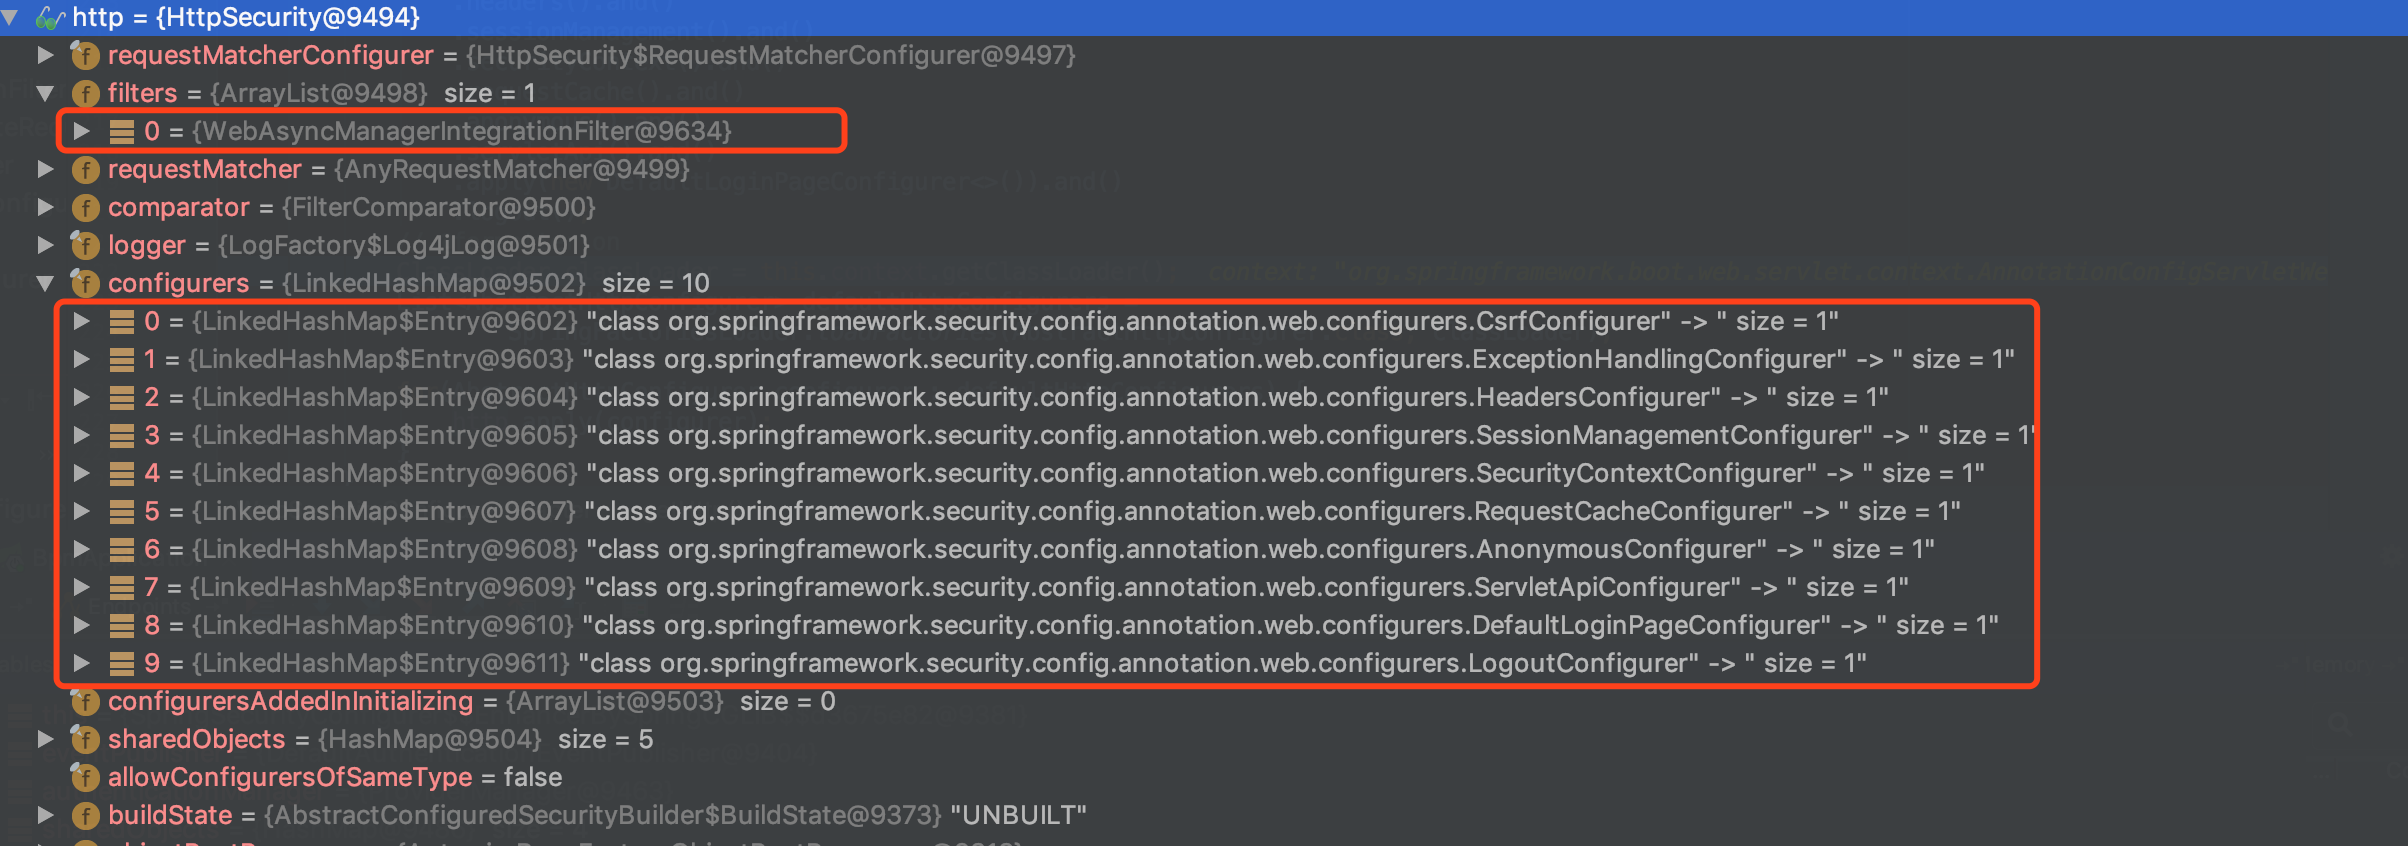 http = {HttpSecurity@9494}
requestMatcherConfigurer = {HttpSecurity$RequestMatcherConfigurer@9497}
filters = {ArrayList@9498} size = 1
0 = {WebAsyncManagerIntegrationFilter@9634}
requestMatcher = {AnyRequestMatcher@9499}
comparator = {FilterComparator@9500}
logger = {LogFactory$Log4jLog@9501}
configurers = {LinkedHashMap@9502} size = 10
context: "org.springframework.boot.web.servlet.context.AnnotationConfigServletWe
0 = {LinkedHashMap$Entry@9602} "class org.springframework.security.config.annotation.web.configurers.CsrfConfigurer" -> " size = 1"
1 = {LinkedHashMap$Entry@9603} "class org.springframework.security.config.annotation.web.configurers.ExceptionHandlingConfigurer" -> " size = 1"
2 = {LinkedHashMap$Entry@9604} "class org.springframework.security.config.annotation.web.configurers.HeadersConfigurer" -> " size = 1"
3 = {LinkedHashMap$Entry@9605} "class org.springframework.security.config.annotation.web.configurers.SessionManagementConfigurer" -> " size = 1"
4 = {LinkedHashMap$Entry@9606} "class org.springframework.security.config.annotation.web.configurers.SecurityContextConfigurer" -> " size = 1"
5 = {LinkedHashMap$Entry@9607} "class org.springframework.security.config.annotation.web.configurers.RequestCacheConfigurer" -> " size = 1"
6 = {LinkedHashMap$Entry@9608} "class org.springframework.security.config.annotation.web.configurers.AnonymousConfigurer" -> " size = 1"
7 = {LinkedHashMap$Entry@9609} "class org.springframework.security.config.annotation.web.configurers.ServletApiConfigurer" -> " size = 1"
8 = {LinkedHashMap$Entry@9610} "class org.springframework.security.config.annotation.web.configurers.DefaultLoginPageConfigurer" -> " size = 1"
9 = {LinkedHashMap$Entry@9611} "class org.springframework.security.config.annotation.web.configurers.LogoutConfigurer" -> " size = 1"
configurersAddedInInitializing = {ArrayList@9503} size = 0
sharedObjects = {HashMap@9504} size = 5
allowConfigurersOfSameType = false
buildState = {AbstractConfiguredSecurityBuilder$BuildState@9373} "UNBUILT"